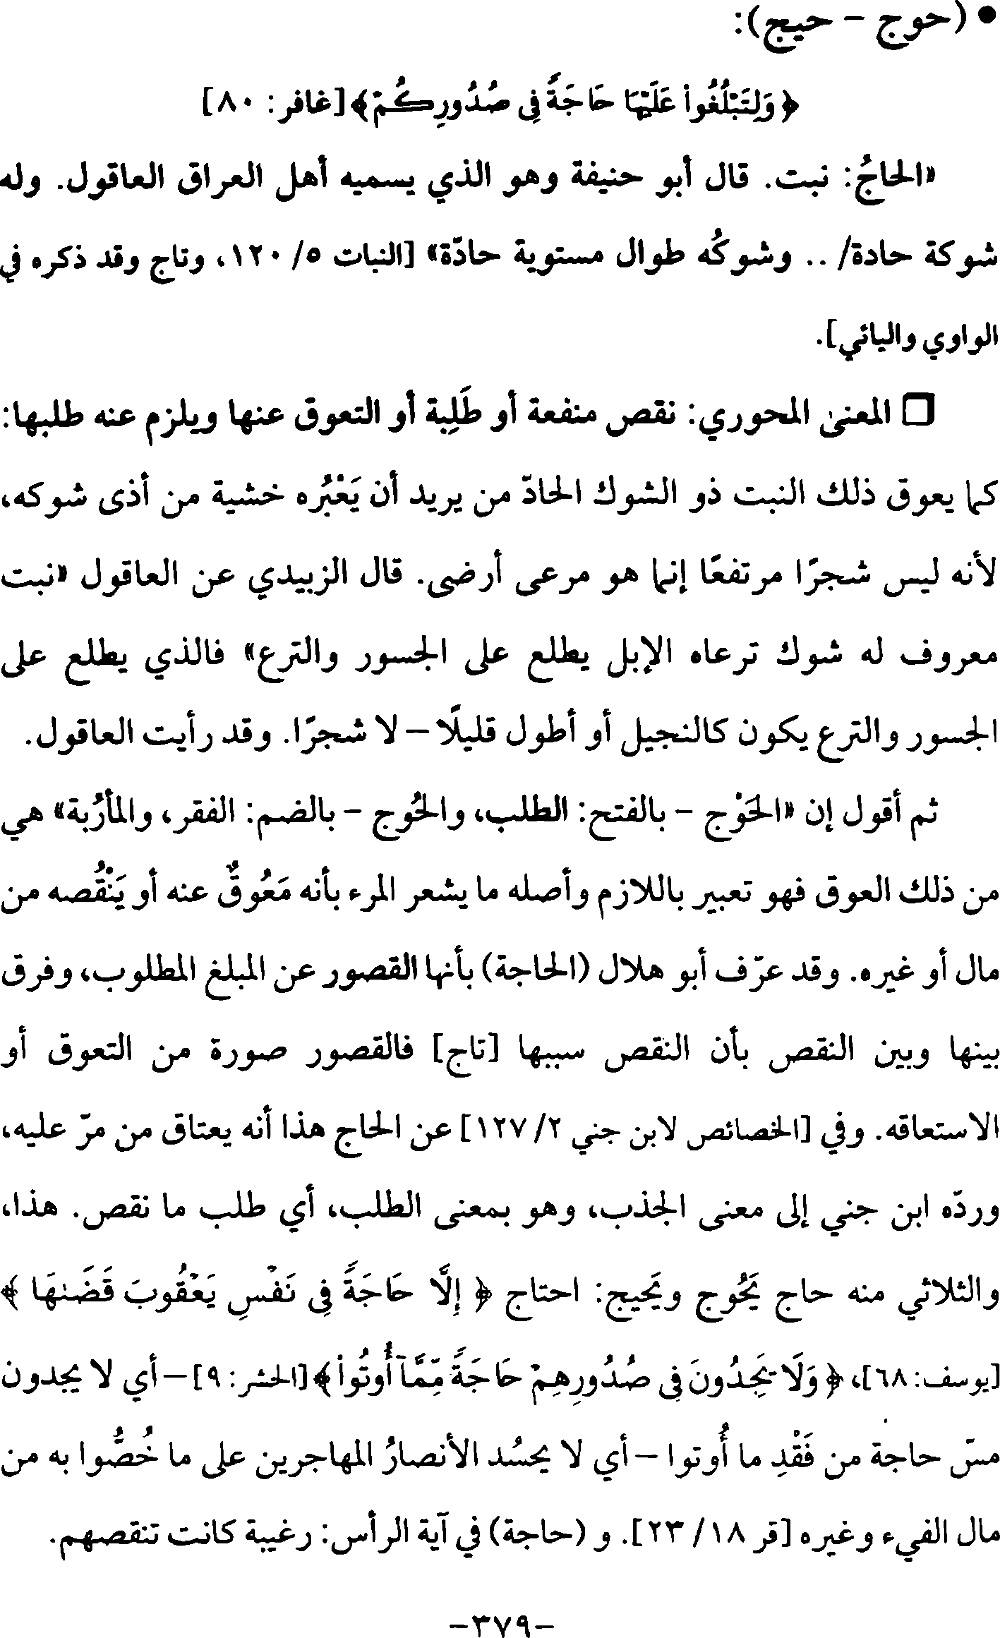 • (حوج – حيج):
﴿وَلِتَبْلُغُوا۟ عَلَيْهَا حَاجَةً فِى صُدُورِكُمْ﴾[غافر: ٨٠]
«الحاجُ: نبت. قال أبو حنيفة وهو الذي يسميه أهل العراق العاقول. وله
شوكة حادة/ .. وشوكُه طوال مستوية حادّة» [النبات ٥/ ١٢٠، وتاج وقد ذكره في
الواوي واليائي].
❒ المعنىٰ المحوري: نقص منفعة أو طَلِبة أو التعوق عنها ويلزم عنه طلبها:
كما يعوق ذلك النبت ذو الشوك الحادّ من يريد أن يَعْبُره خشية من أذى شوكه،
لأنه ليس شجرًا مرتفعًا إنما هو مرعى أرضى. قال الزبيدي عن العاقول «نبت
معروف له شوك ترعاه الإبل يطلع على الجسور والترع» فالذي يطلع على
الجسور والترع يكون كالنجيل أو أطول قليلًا – لا شجرًا. وقد رأيت العاقول.
ثم أقول إن «الحَوْج – بالفتح: الطلب، والحُوج – بالضم: الفقر، والمأرُبة» هي
من ذلك العوق فهو تعبير باللازم وأصله ما يشعر المرء بأنه مَعُوقٌ عنه أو يَنْقُصه من
مال أو غيره. وقد عرّف أبو هلال (الحاجة) بأنها القصور عن المبلغ المطلوب، وفرق
بينها وبين النقص بأن النقص سببها [تاج] فالقصور صورة من التعوق أو
الاستعاقه. وفي [الخصائص لابن جني ٢/ ١٢٧] عن الحاج هذا أنه يعتاق من مرّ عليه،
وردّه ابن جني إلى معنى الجذب، وهو بمعنى الطلب، أي طلب ما نقص. هذا،
والثلاثي منه حاج يَحُوج ويَحيج: احتاج ﴿إِلَّا حَاجَةً فِى نَفْسِ يَعْقُوبَ قَضَىٰهَا﴾
[يوسف: ٦٨]، ﴿وَلَا يَجِدُونَ فِى صُدُورِهِمْ حَاجَةً مِّمَّآ أُوتُوا۟﴾[الحشر: ٩] – أي لا يجدون
مسّ حاجة من فَقْدِ ما أُوتوا – أي لا يحسُد الأنصارُ المهاجرين على ما خُصُّوا به من
مال الفيء وغيره [قر ١٨/ ٢٣]. و (حاجة) في آية الرأس: رغيبة كانت تنقصهم.
-٣٧٩-